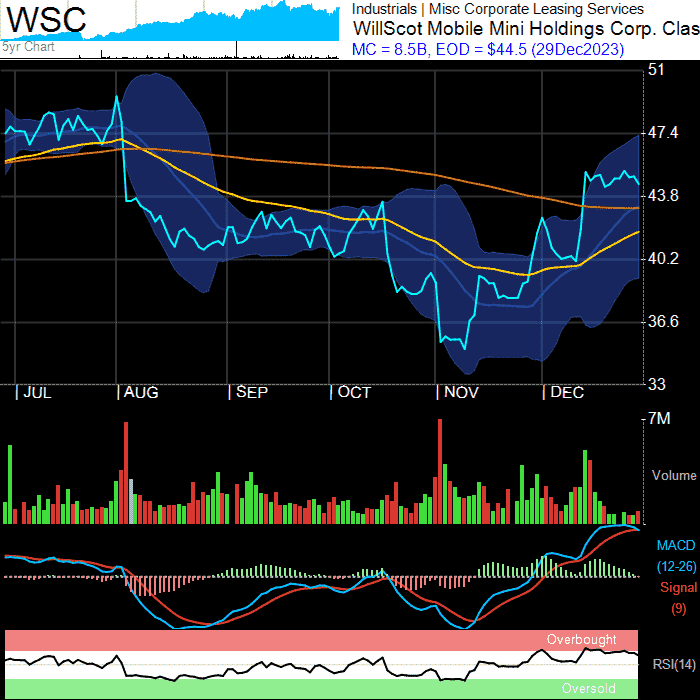 WSC
5yr Chart
Industrials | Misc Corporate Leasing Services
WillScot Mobile Mini Holdings Corp. Clas
MC = 8.5B, EOD = $44.5 (29Dec2023)
51
47.4
43.8
40.2
36.6
33
| JUL | AUG | SEP | OCT | NOV | DEC
7M
Volume
MACD
(12-26)
Signal
(9)
Overbought
RSI(14)
Oversold